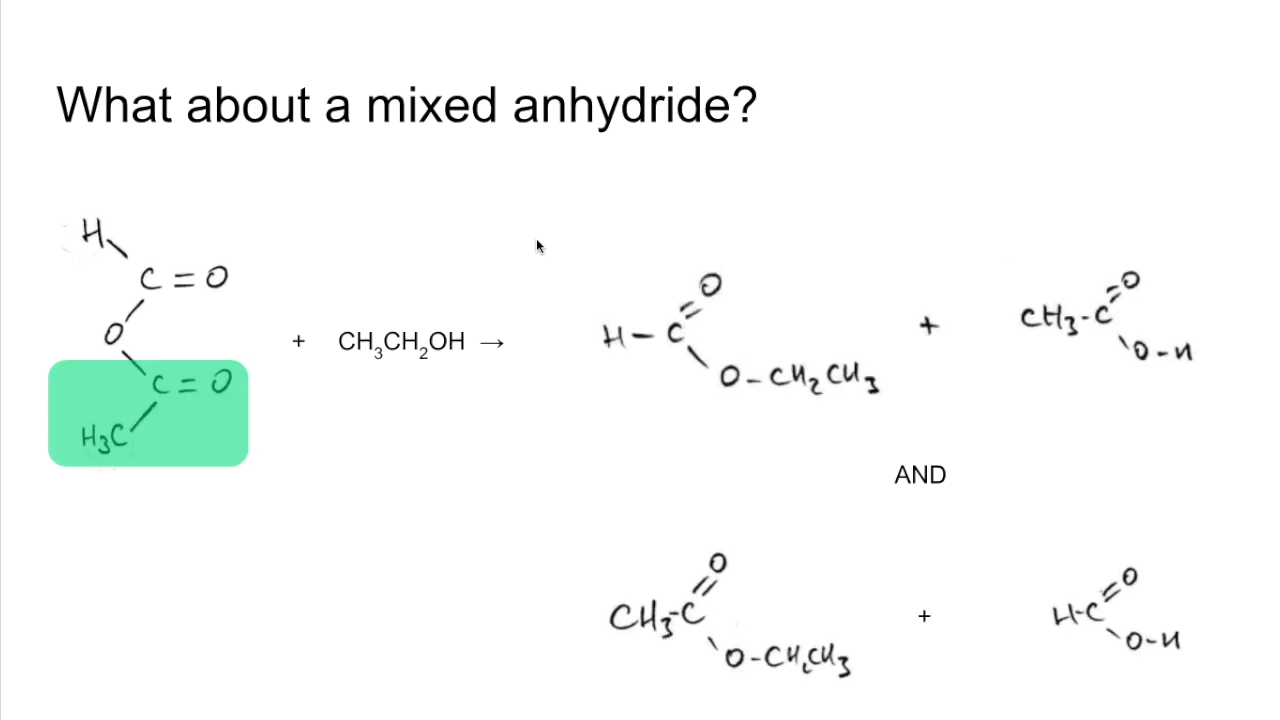 What about a mixed anhydride?
H
C = O
O
C = O
H₃C
+ CH₃CH₂OH →
O
H - C
O - CH₂CH₃
+
O
CH₃-C
O-H
AND
O
CH₃-C
O-CH₂CH₃
+
O
H-C
O-H